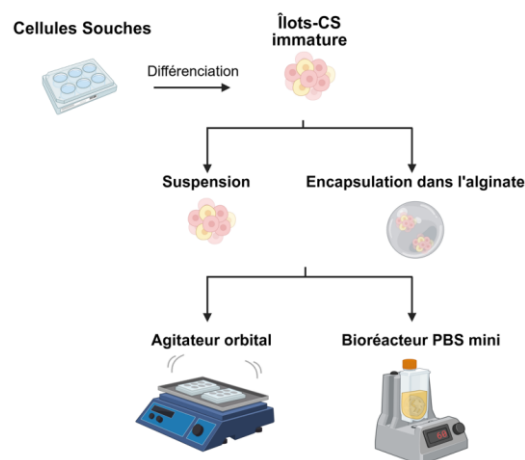 Cellules Souches
Îlots-CS
immature
Différenciation
Suspension
Encapsulation dans l'alginate
Agitateur orbital
Bioréacteur PBS mini